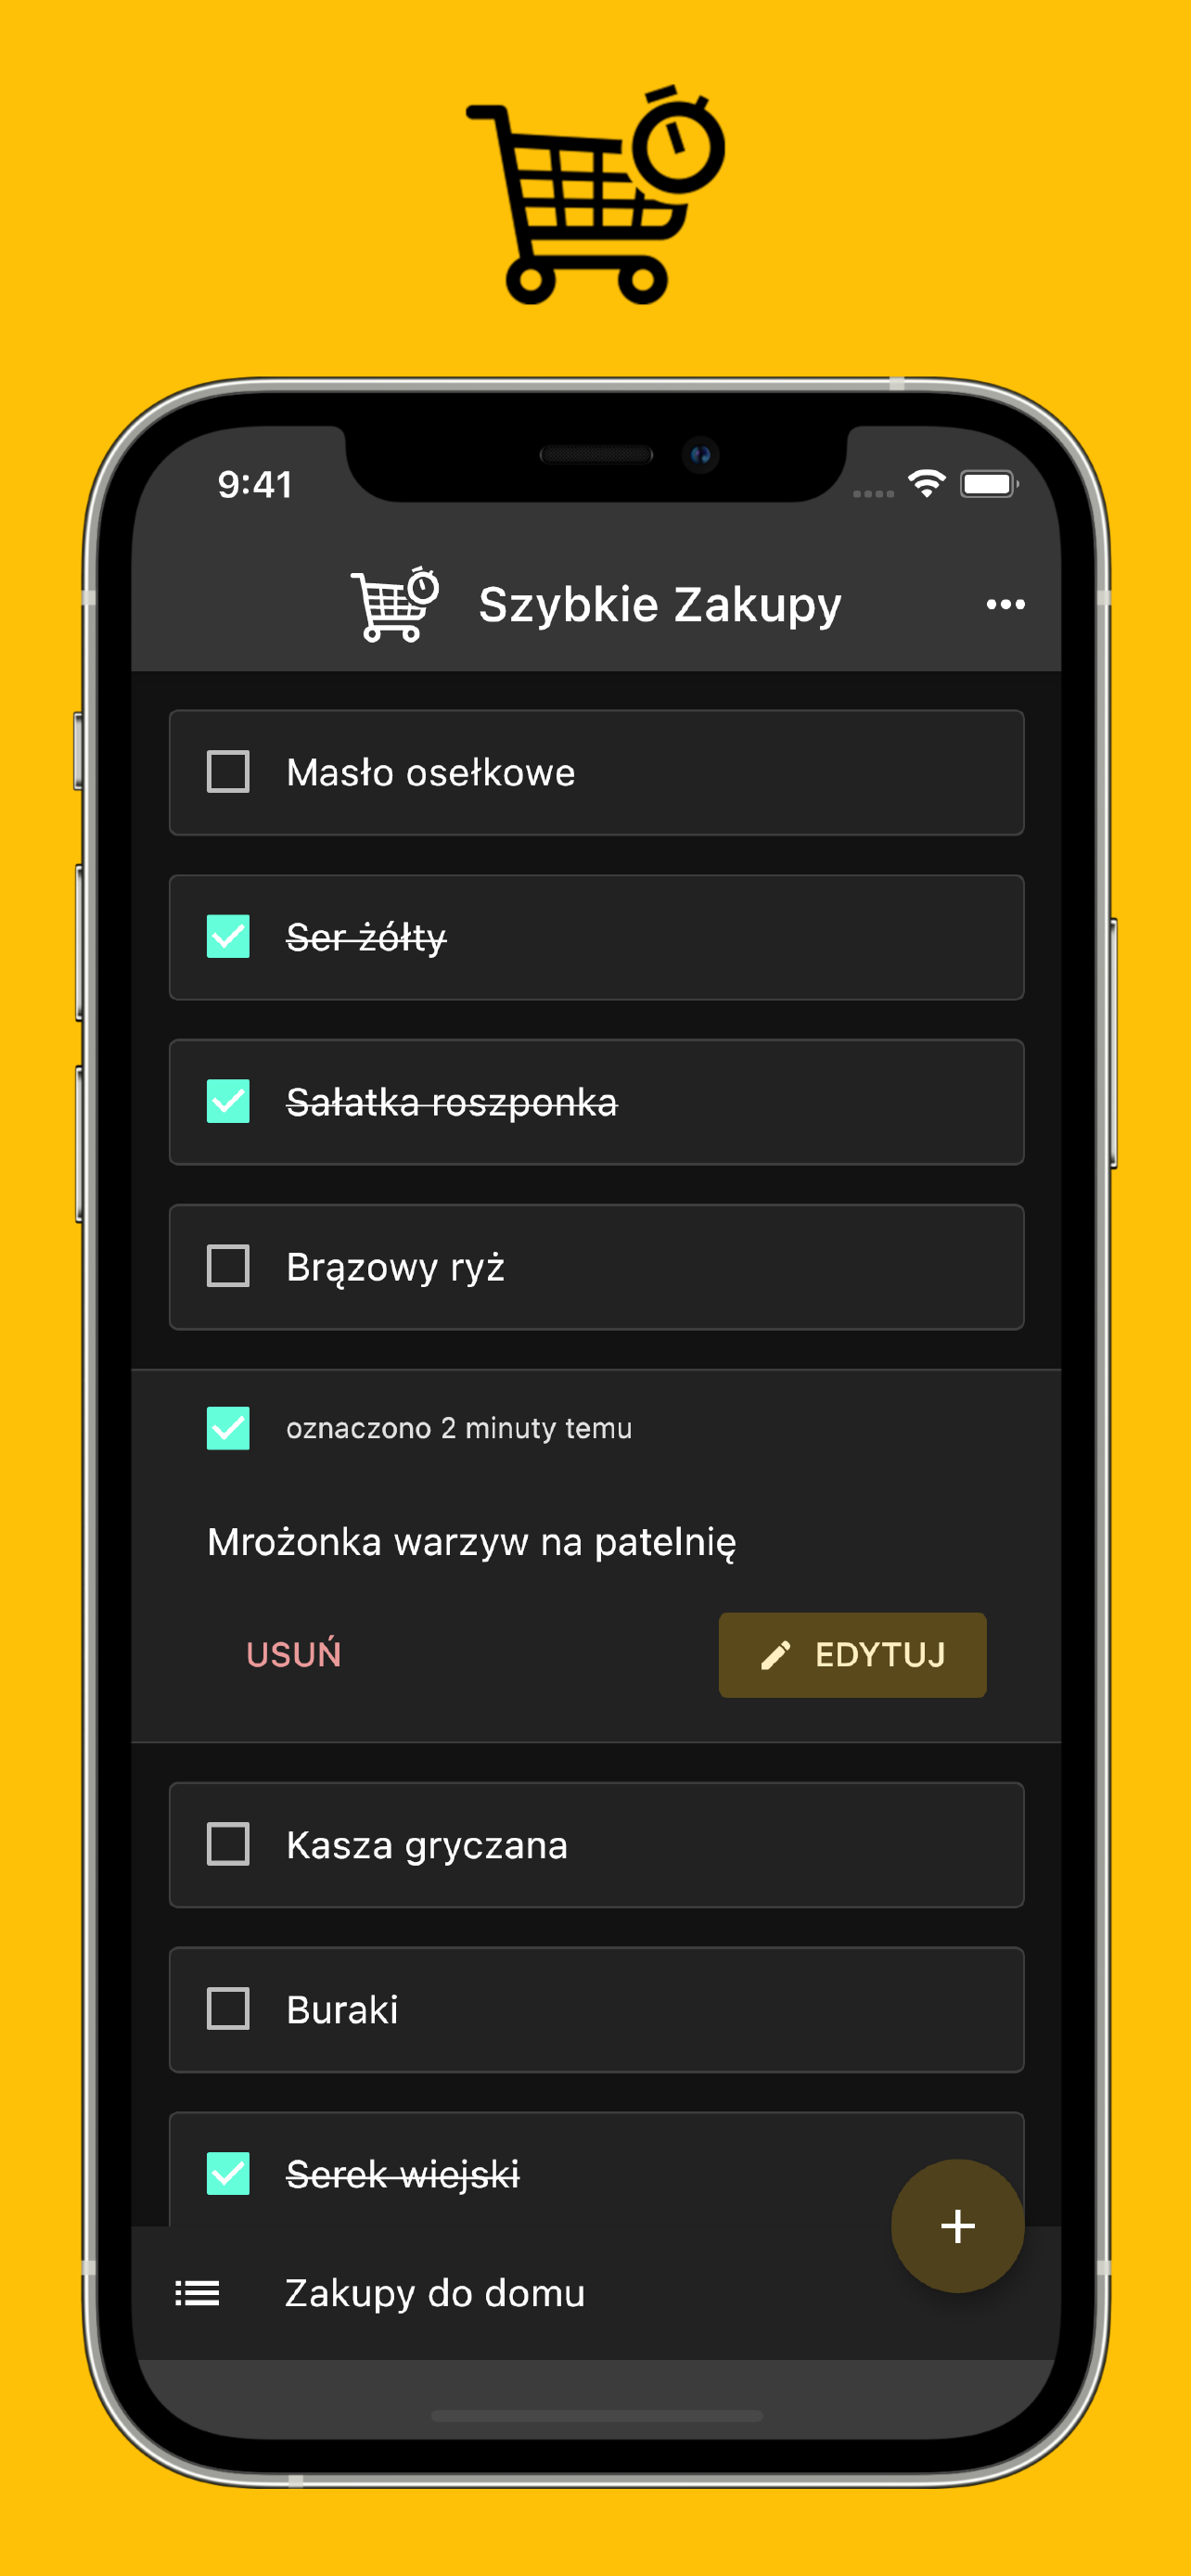 9:41
Szybkie Zakupy
Masło osełkowe
Ser żółty
Sałatka roszponka
Brązowy ryż
oznaczono 2 minuty temu
Mrożonka warzyw na patelnię
USUŃ
EDYTUJ
Kasza gryczana
Buraki
Serek wiejski
Zakupy do domu